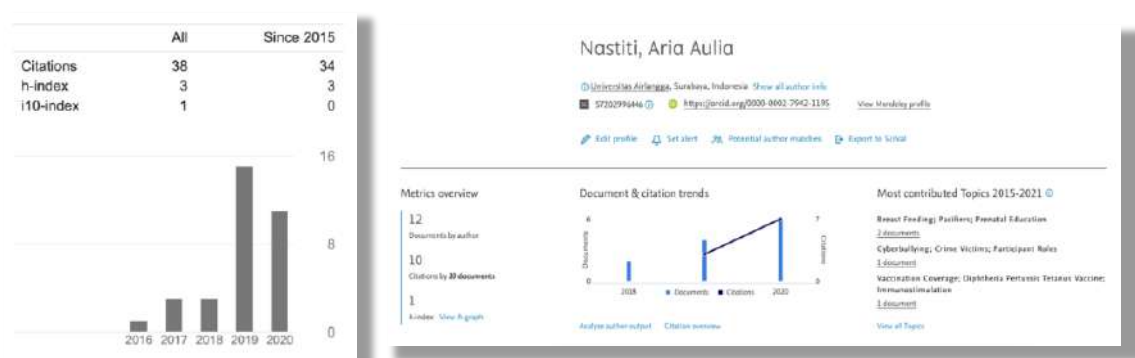 All Since 2015
Citations 38 34
h-index 3 3
i10-index 1 0
16
8
0
2016 2017 2018 2019 2020
Nastiti, Aria Aulia
Universitas Airlangga, Surabaya, Indonesia Show all author info
57202996446 https://orcid.org/0000-0002-7942-1195 View Mendeley profile
Edit profile Set alert Potential author matches Export to SciVal
Metrics overview
12
Documents by author
10
Citations by 10 documents
1
h-index View h-graph
Document & citation trends
6
Documents
0
7
Citations
0
2018 Documents Citations 2020
Analyze author output Citation overview
Most contributed Topics 2015-2021
Breast Feeding; Pacifiers; Prenatal Education
2 documents
Cyberbullying; Crime Victims; Participant Roles
1 document
Vaccination Coverage; Diphtheria Pertussis Tetanus Vaccine;
Immunostimulation
1 document
View all Topics